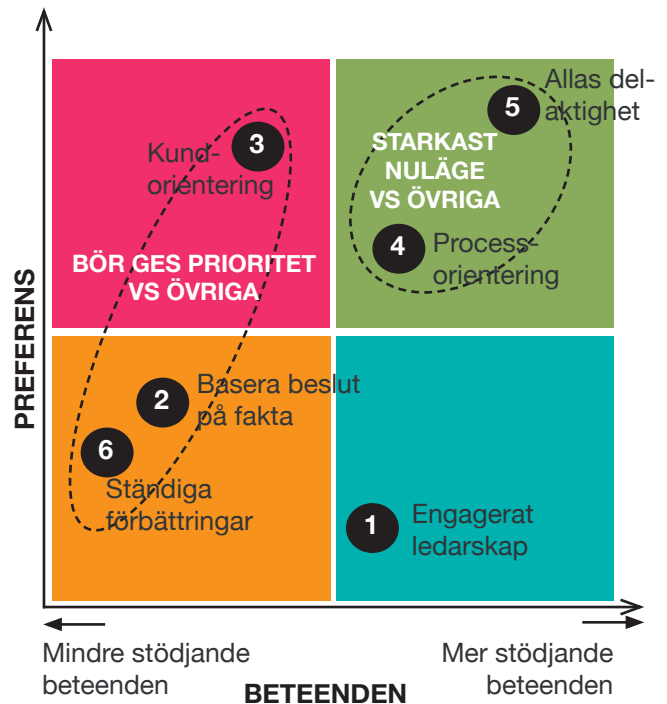 Allas del-
5
aktighet
3
Kund-
orientering
STARKAST
NULÄGE
VS ÖVRIGA
4
Process-
orientering
BÖR GES PRIORITET
VS ÖVRIGA
PREFERENS
2
Basera beslut
på fakta
6
Ständiga
förbättringar
1
Engagerat
ledarskap
Mindre stödjande
beteenden
BETEENDEN
Mer stödjande
beteenden